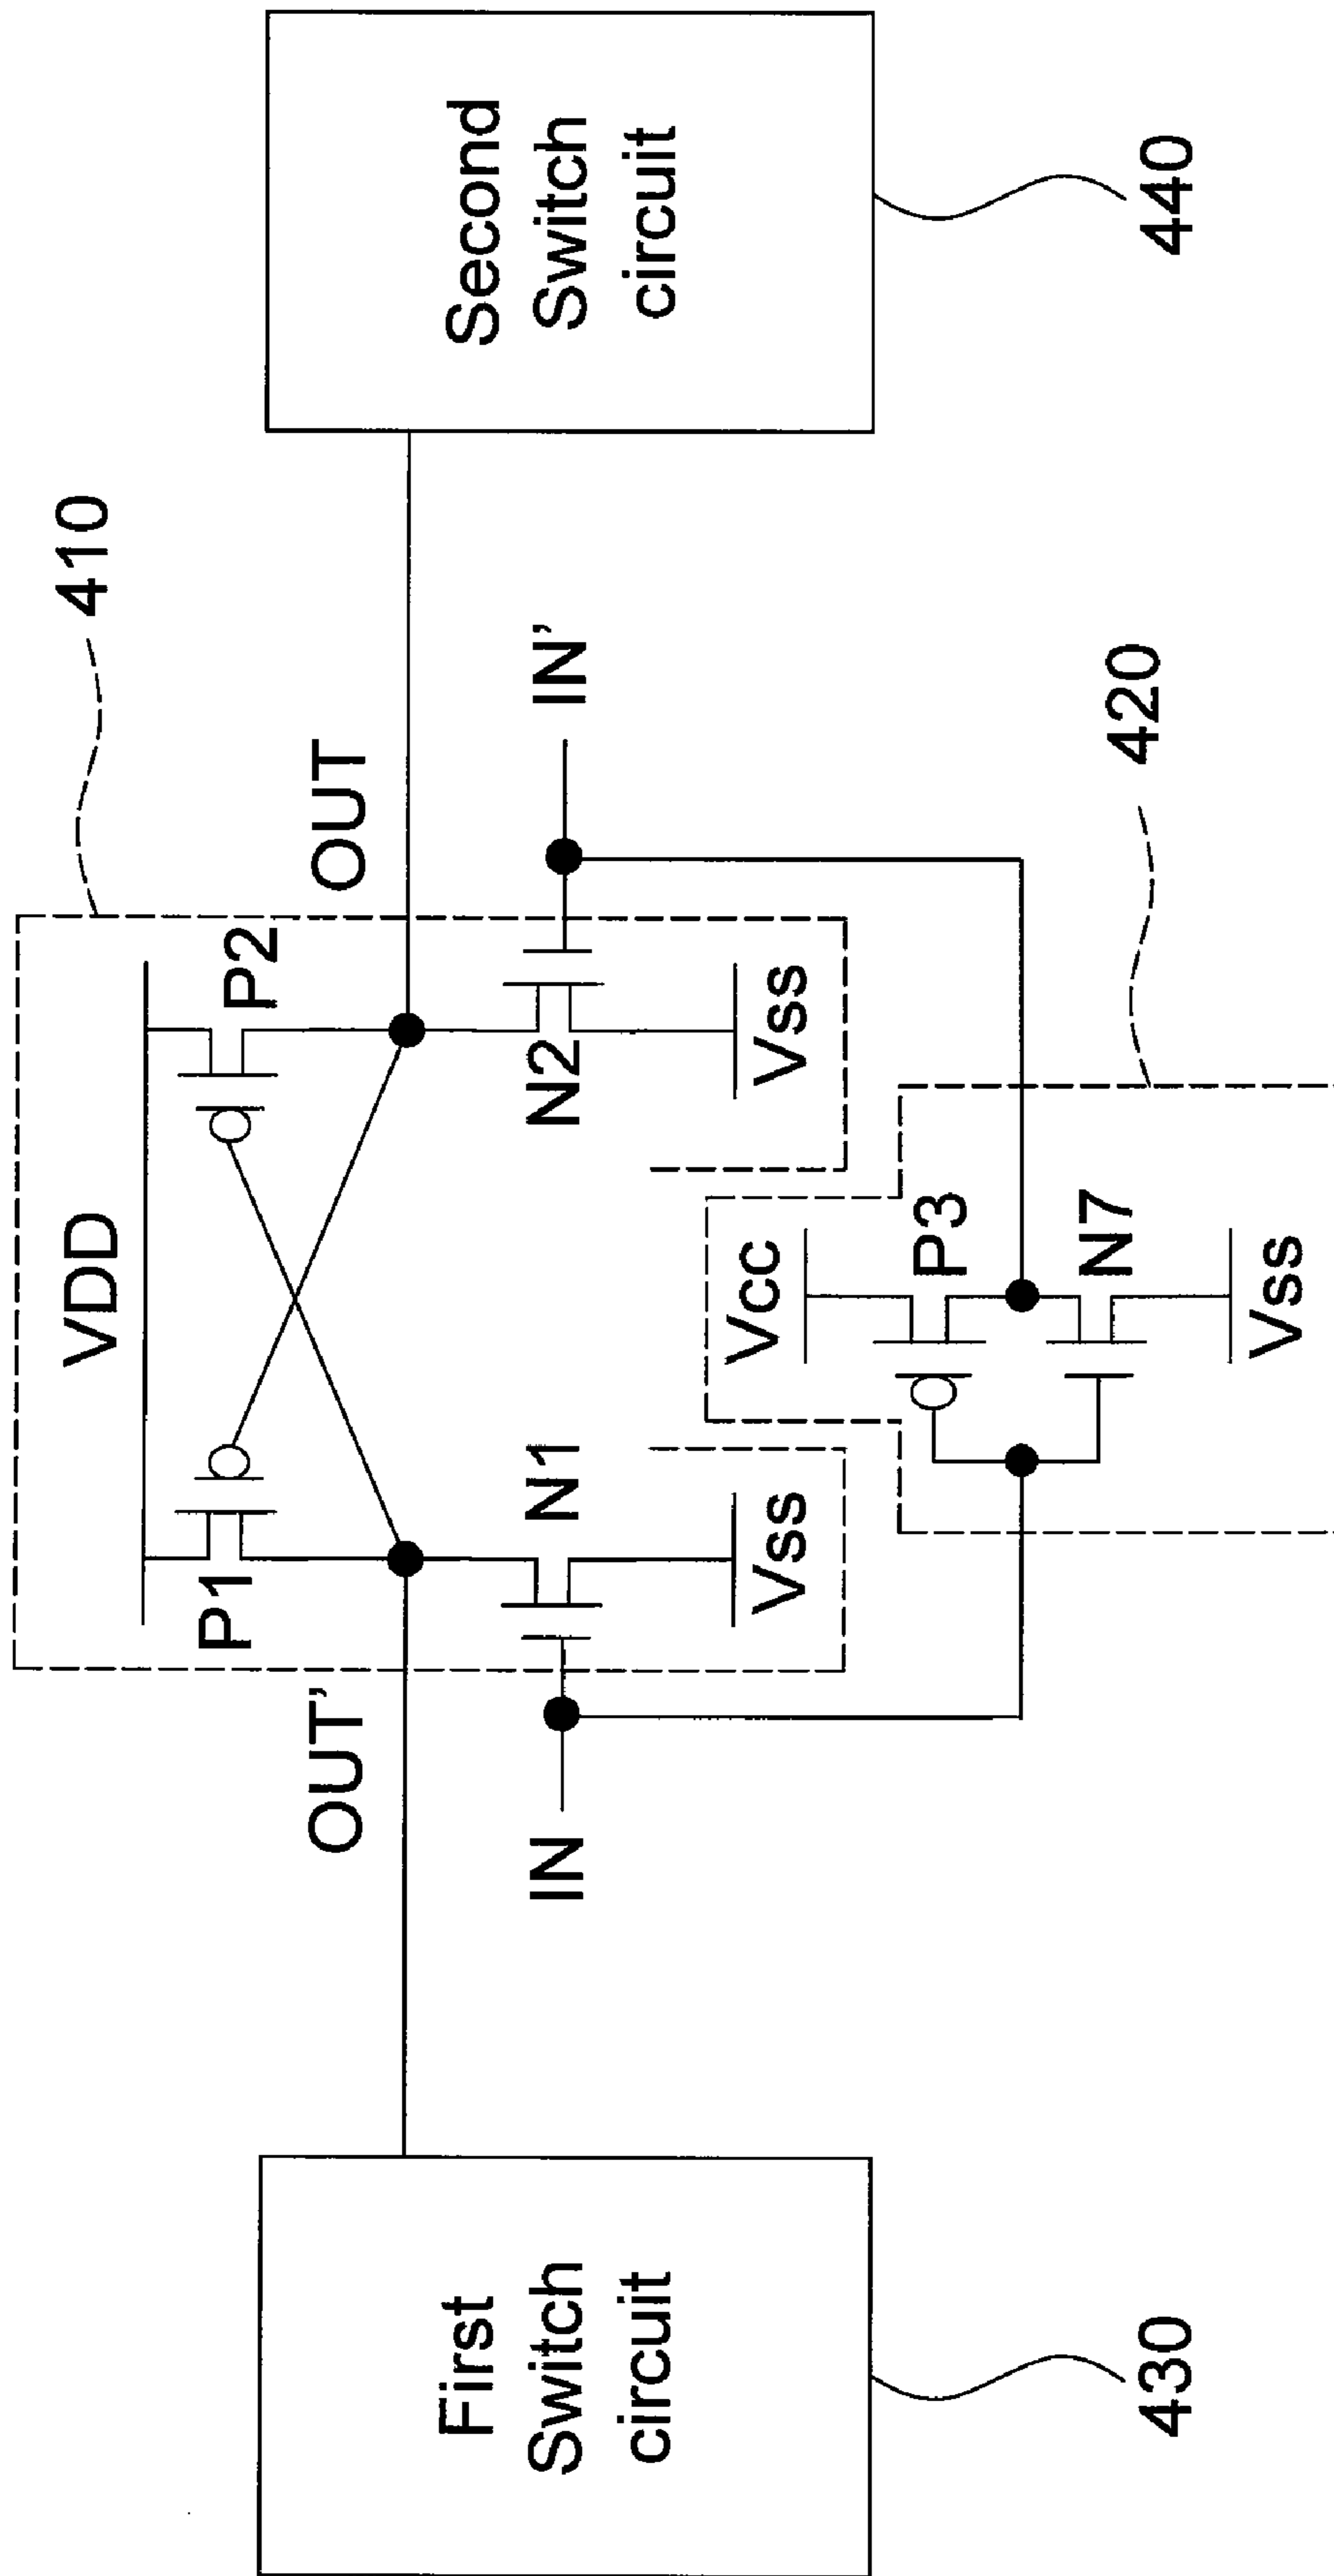 410
VDD
P1
P2
OUT'
OUT
First
Switch
circuit
Second
Switch
circuit
N1
N2
IN
IN'
Vss
Vss
Vcc
P3
N7
Vss
420
430
440